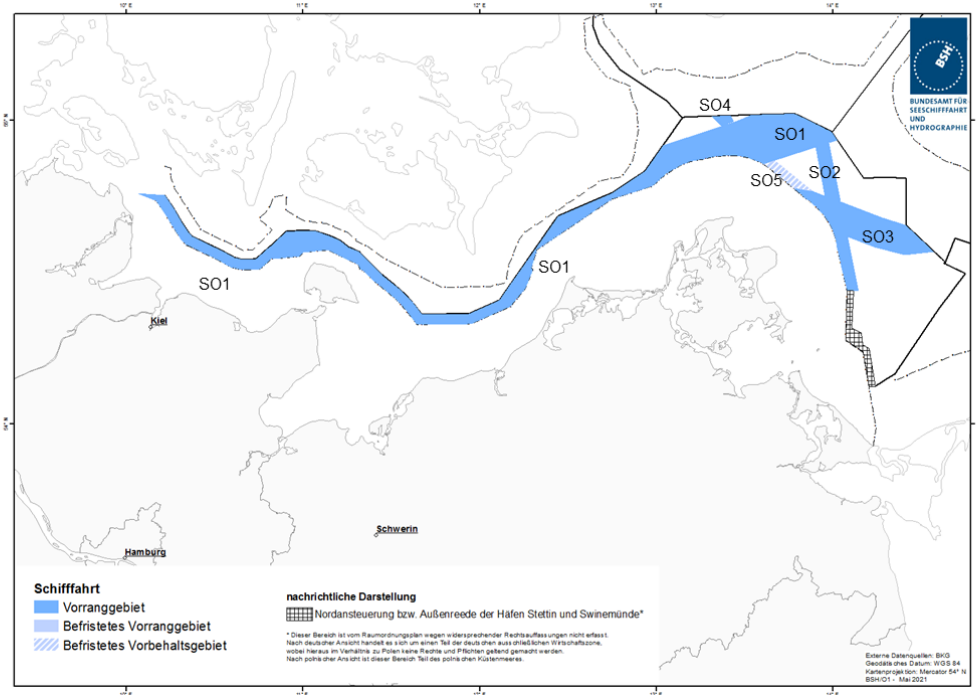 10° E 11° E 12° E 13° E 14° E
BSH
BUNDESAMT FÜR
SEESCHIFFFAHRT
UND
HYDROGRAPHIE
SO4
SO1
SO2
SO5
SO3
SO1
SO1
Kiel
Schwerin
Hamburg
Schifffahrt
Vorranggebiet
Befristetes Vorranggebiet
Befristetes Vorbehaltsgebiet
nachrichtliche Darstellung
Nordansteuerung bzw. Außenreede der Häfen Stettin und Swinemünde*
* Dieser Bereich ist vom Raumordnungsplan wegen widersprechender Rechtsauffassungen nicht erfasst.
Nach deutscher Ansicht handelt es sich um einen Teil der deutschen ausschließlichen Wirtschaftszone,
wobei hieraus im Verhältnis zu Polen keine Rechte und Pflichten geltend gemacht werden.
Nach polnischer Ansicht ist dieser Bereich Teil des polnischen Küstenmeeres.
Externe Datenquellen: BKG
Geodätisches Datum: WGS 84
Kartenprojektion: Mercator 54° N
BSH/O1 - Mai 2021